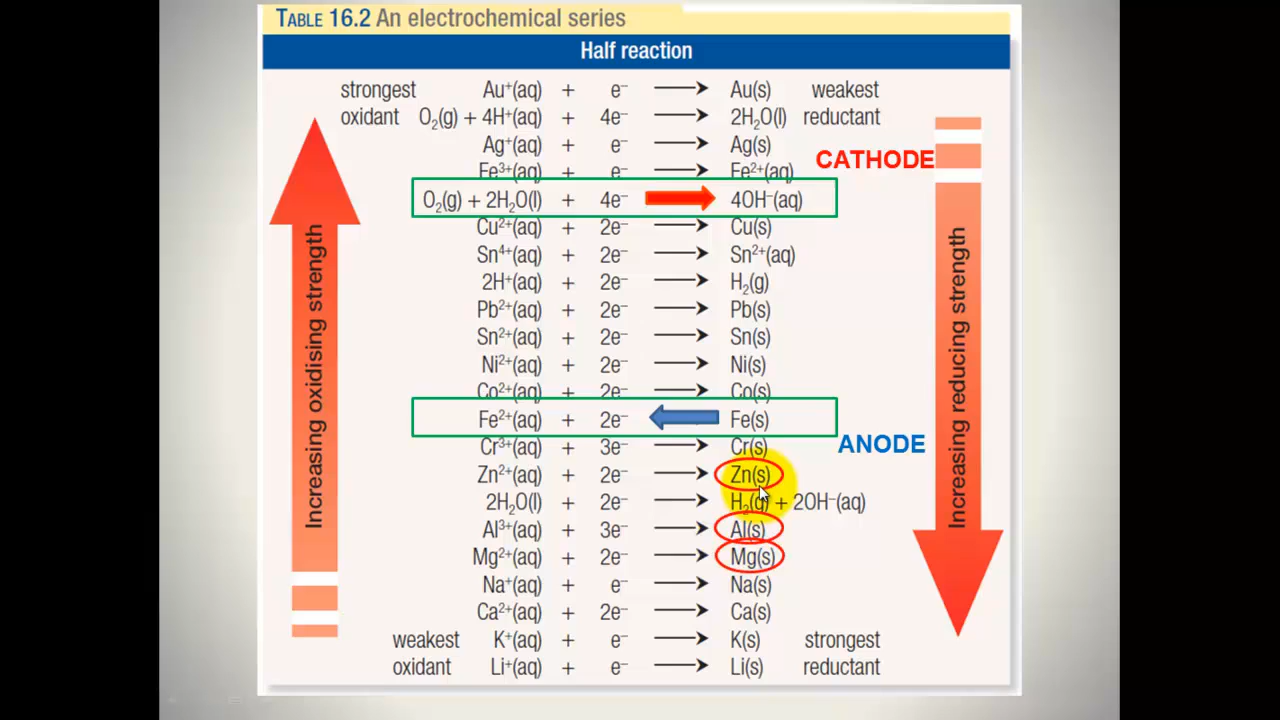 TABLE 16.2 An electrochemical series
Half reaction
strongest Au⁺(aq) + e⁻ ⟶ Au(s) weakest
oxidant O₂(g) + 4H⁺(aq) + 4e⁻ ⟶ 2H₂O(l) reductant
Ag⁺(aq) + e⁻ ⟶ Ag(s)
CATHODE
Fe³⁺(aq) + e⁻ ⟶ Fe²⁺(aq)
O₂(g) + 2H₂O(l) + 4e⁻ 4OH⁻(aq)
Cu²⁺(aq) + 2e⁻ ⟶ Cu(s)
Sn⁴⁺(aq) + 2e⁻ ⟶ Sn²⁺(aq)
2H⁺(aq) + 2e⁻ ⟶ H₂(g)
Pb²⁺(aq) + 2e⁻ ⟶ Pb(s)
Sn²⁺(aq) + 2e⁻ ⟶ Sn(s)
Ni²⁺(aq) + 2e⁻ ⟶ Ni(s)
Co²⁺(aq) + 2e⁻ ⟶ Co(s)
Fe²⁺(aq) + 2e⁻ Fe(s)
ANODE
Cr³⁺(aq) + 3e⁻ ⟶ Cr(s)
Zn²⁺(aq) + 2e⁻ ⟶ Zn(s)
2H₂O(l) + 2e⁻ ⟶ H₂(g) + 2OH⁻(aq)
Al³⁺(aq) + 3e⁻ ⟶ Al(s)
Mg²⁺(aq) + 2e⁻ ⟶ Mg(s)
Na⁺(aq) + e⁻ ⟶ Na(s)
Ca²⁺(aq) + 2e⁻ ⟶ Ca(s)
weakest K⁺(aq) + e⁻ ⟶ K(s) strongest
oxidant Li⁺(aq) + e⁻ ⟶ Li(s) reductant
Increasing oxidising strength
Increasing reducing strength